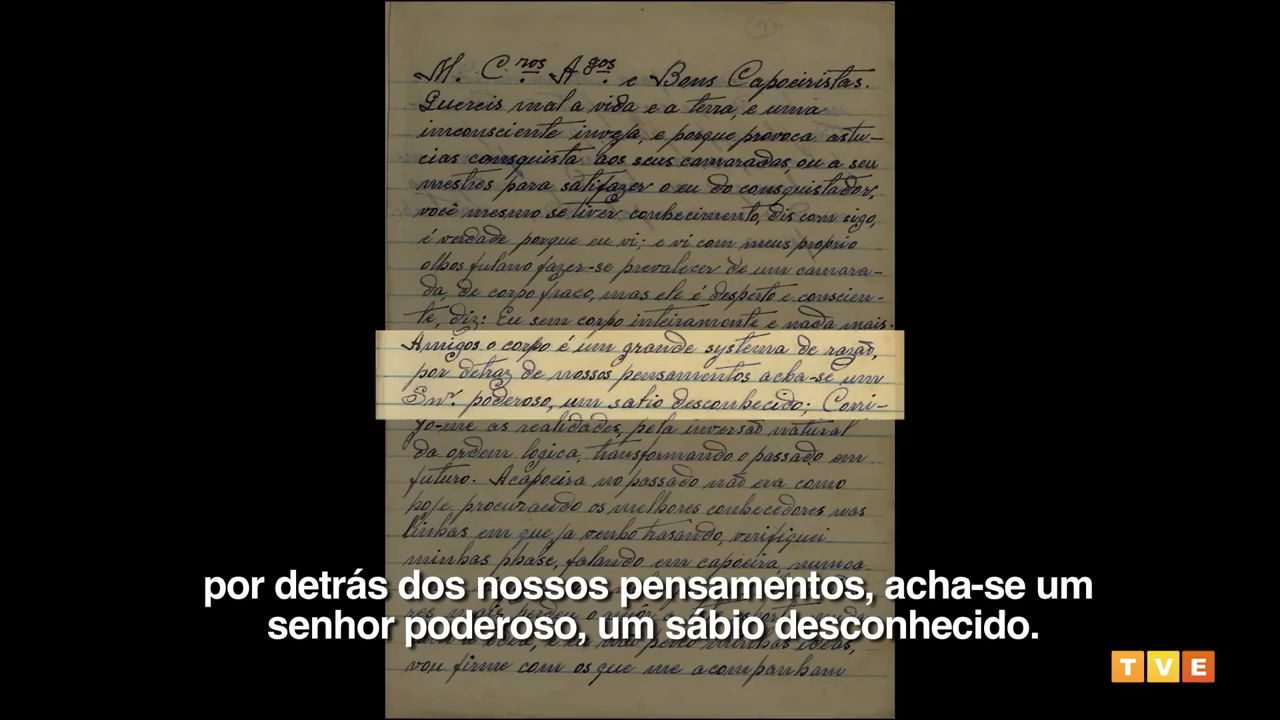 M. C.ros A.gos e Bons Capoeiristas.
Quereis mal a vida e a terra, e uma
imconsciente inveja, e porque provoca astu-
cias comsquista aos seus camaradas, ou a seu
mestres para satifazer o eu do consquistador,
você mesmo se tiver conhecimento, dis com sigo,
é verdade porque eu vi; e vi com meus proprio
olhos fulano fazer-se prevalecer de um camara-
da, de corpo fraco, mas ele é desperto e conscien-
te, diz: Eu sem corpo inteiramente e nada mais.
Amigos o corpo é um grande systema de razão,
por detraz de nossos pensamentos acha-se um
Snr. poderoso, um sabio desconhecido; Corri-
jo-me as realidades, pela inversão natural
da ordem logica, transformando o passado em
futuro. A capoeira no passado não era como
hoje, procurando os melhores conhecedores nas
linhas em que ja venho trasando, verifiquei
minhas phase, falando em capoeira, nunca
por detrás dos nossos pensamentos, acha-se um
senhor poderoso, um sábio desconhecido.
vou firme com os que me acompanham
TVE